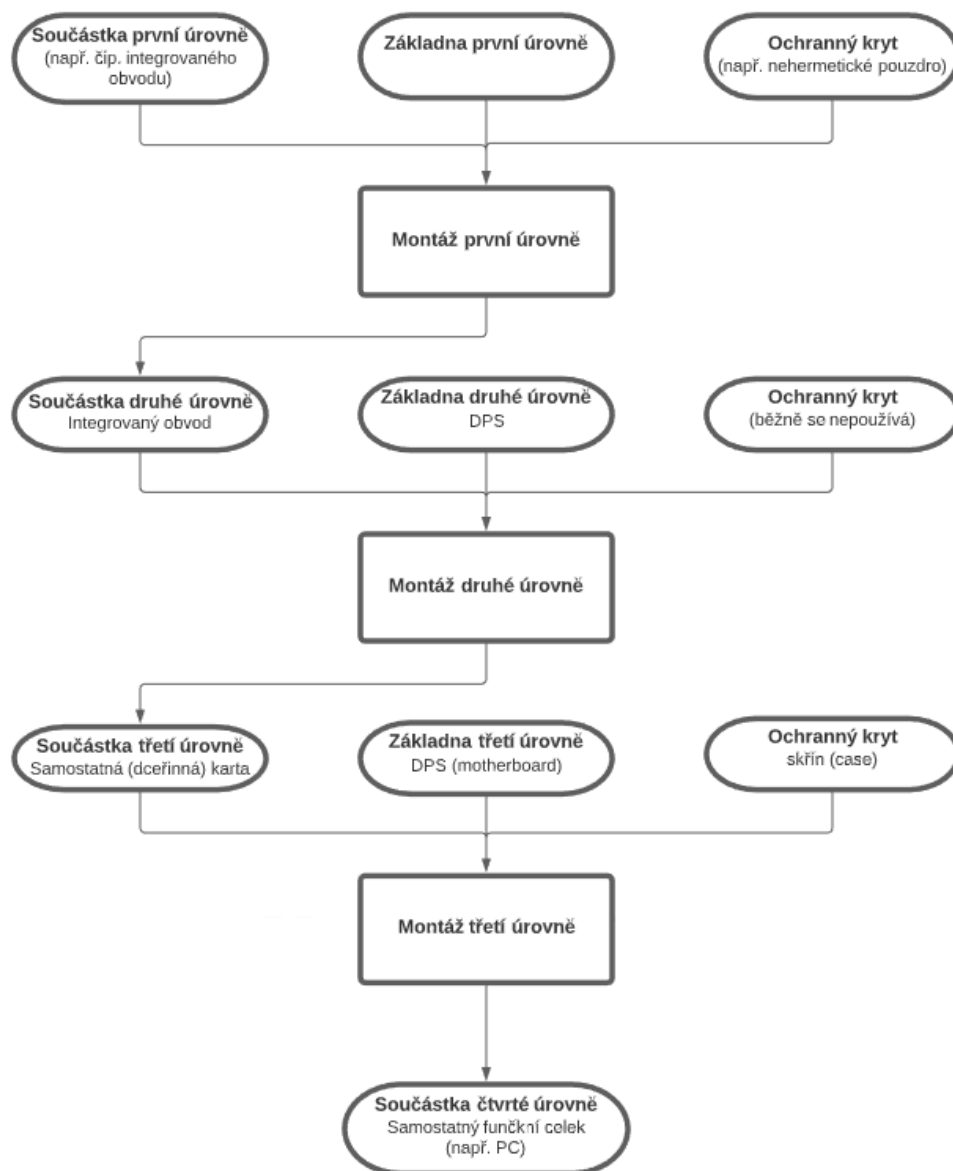 Součástka první úrovně
(např. čip. integrovaného
obvodu)
Základna první úrovně
Ochranný kryt
(např. nehermetické pouzdro)
Montáž první úrovně
Součástka druhé úrovně
Integrovaný obvod
Základna druhé úrovně
DPS
Ochranný kryt
(běžně se nepoužívá)
Montáž druhé úrovně
Součástka třetí úrovně
Samostatná (dceřinná) karta
Základna třetí úrovně
DPS (motherboard)
Ochranný kryt
skřín (case)
Montáž třetí úrovně
Součástka čtvrté úrovně
Samostatný funčkní celek
(např. PC)